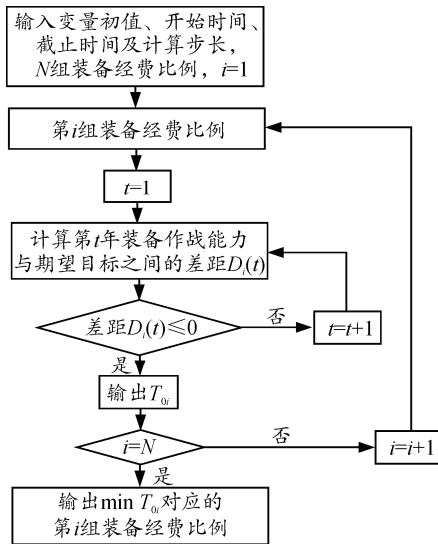 输入变量初值、开始时间、
截止时间及计算步长，
N组装备经费比例，i=1
第i组装备经费比例
t=1
计算第t年装备作战能力
与期望目标之间的差距Di(t)
差距Di(t)≤0
否
t=t+1
是
输出T0i
i=N
否
i=i+1
是
输出min T0i对应的
第i组装备经费比例